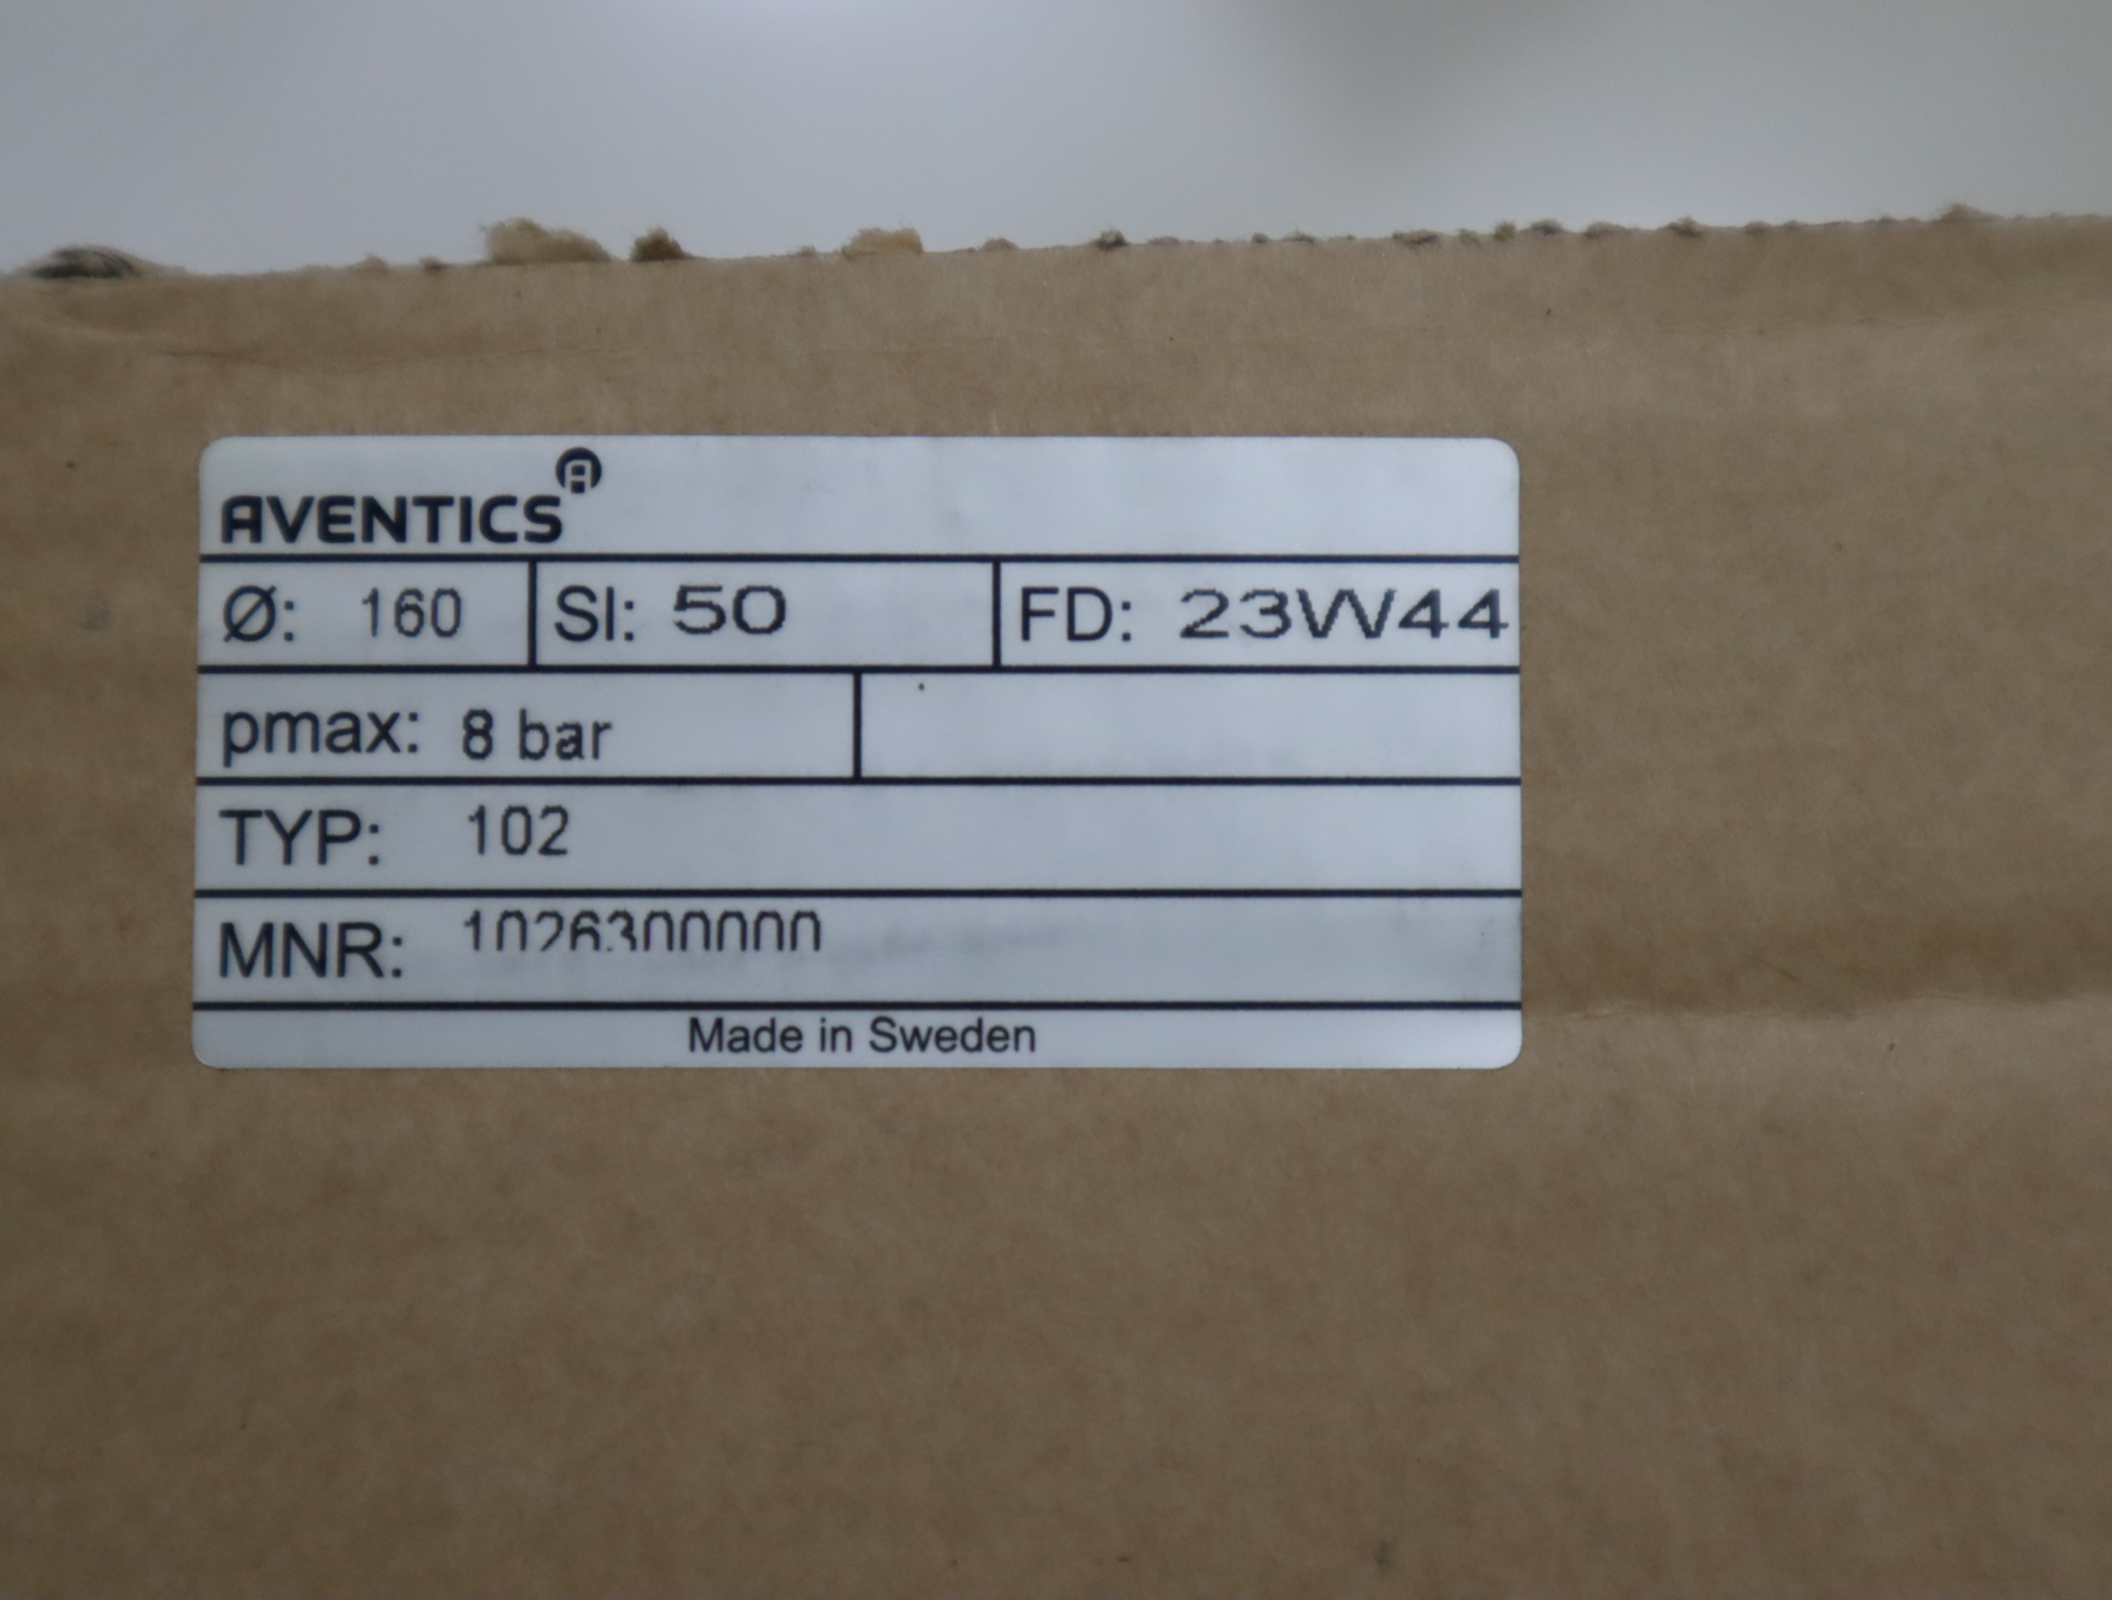 AVENTICS
Ø: 160 SI: 50 FD: 23W44
pmax: 8 bar
TYP: 102
MNR: 1026300000
Made in Sweden